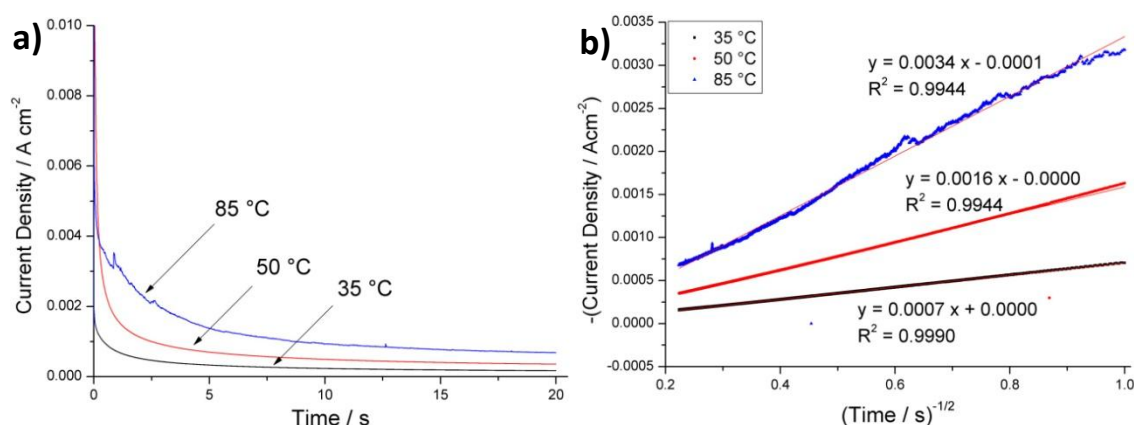 a)
0.010
0.008
0.006
0.004
0.002
0.000
Current Density / A cm⁻²
85 °C
50 °C
35 °C
0
5
10
15
20
Time / s
b)
0.0035
0.0030
0.0025
0.0020
0.0015
0.0010
0.0005
0.0000
-0.0005
-(Current Density / Acm⁻²)
35 °C
50 °C
85 °C
y = 0.0034 x - 0.0001
R² = 0.9944
y = 0.0016 x - 0.0000
R² = 0.9944
y = 0.0007 x + 0.0000
R² = 0.9990
0.2
0.4
0.6
0.8
1.0
(Time / s)⁻¹/²